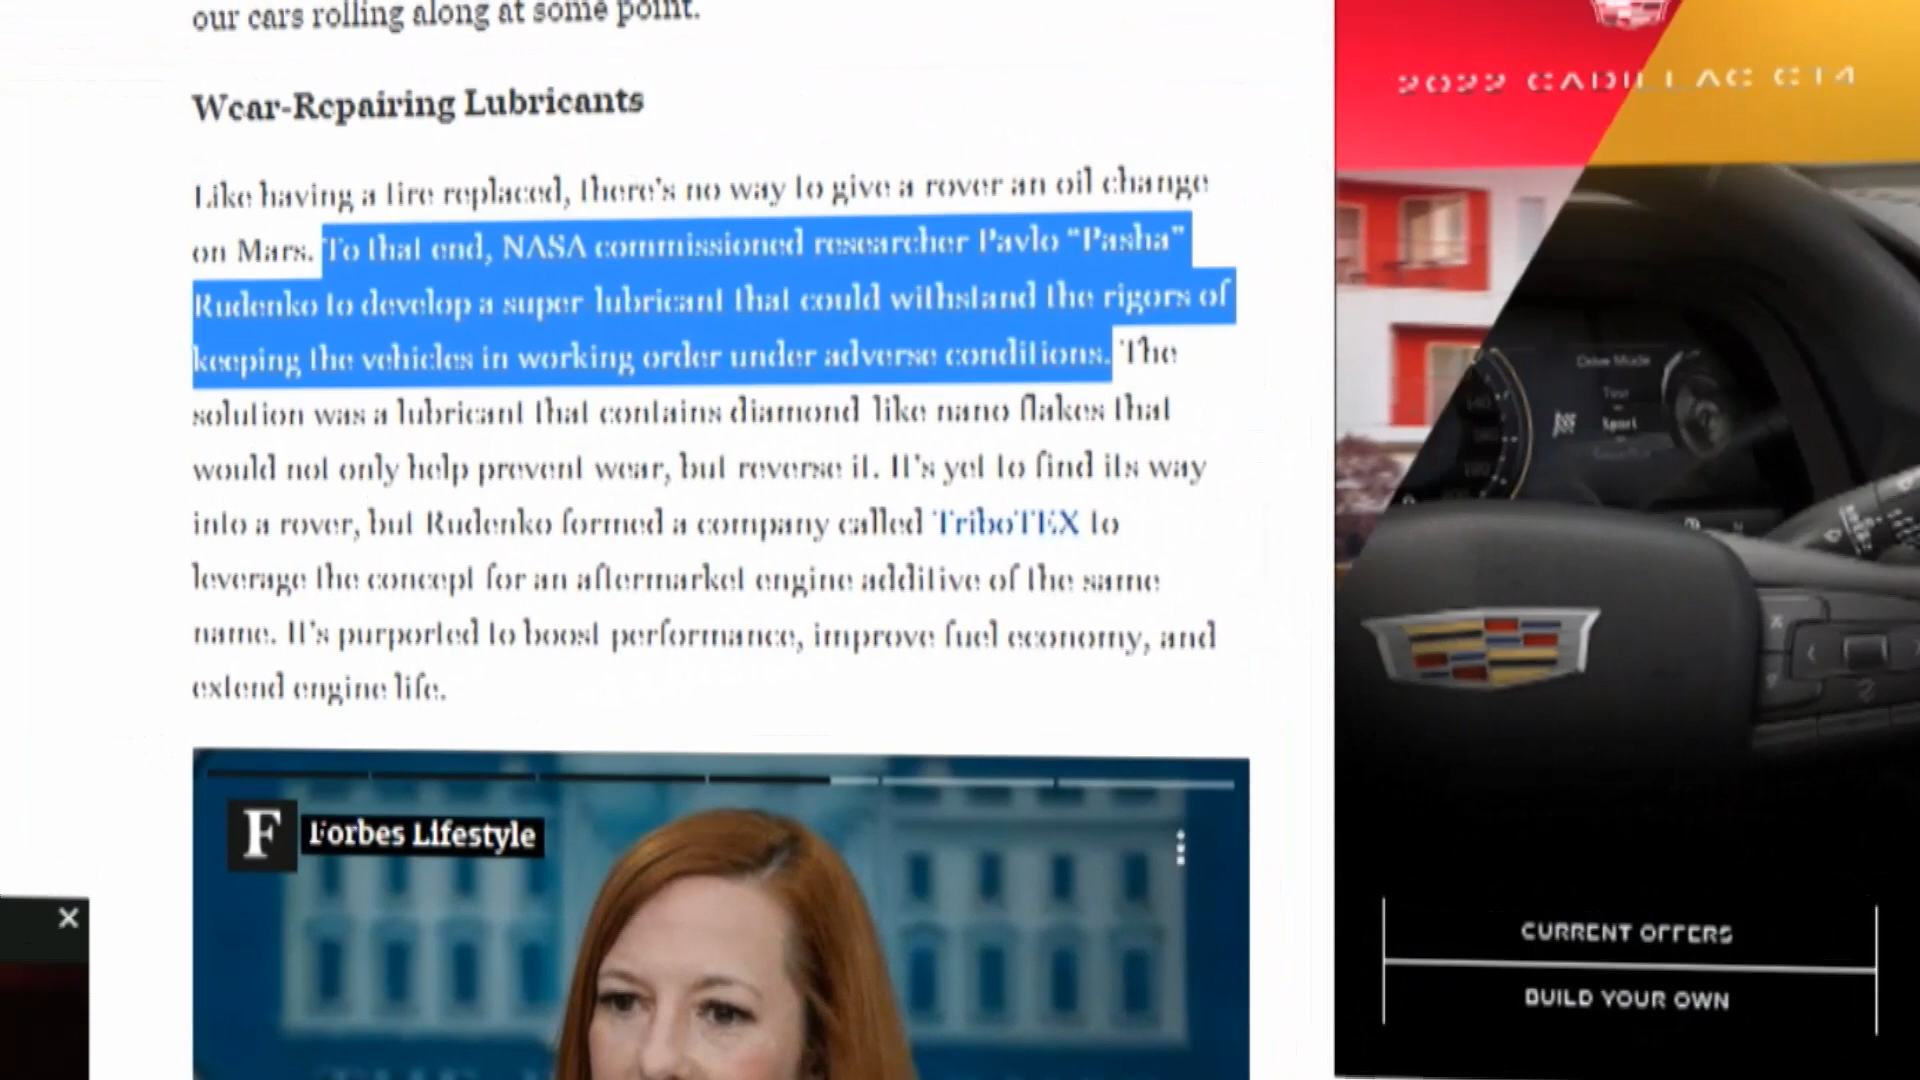 our cars rolling along at some point.
Wear-Repairing Lubricants
Like having a tire replaced, there's no way to give a rover an oil change
on Mars. To that end, NASA commissioned researcher Pavlo “Pasha”
Rudenko to develop a super lubricant that could withstand the rigors of
keeping the vehicles in working order under adverse conditions. The
solution was a lubricant that contains diamond like nano flakes that
would not only help prevent wear, but reverse it. It's yet to find its way
into a rover, but Rudenko formed a company called TriboTEX to
leverage the concept for an aftermarket engine additive of the same
name. It's purported to boost performance, improve fuel economy, and
extend engine life.
F Forbes Lifestyle
2022 CADILLAC CT4
Drive Mode
Tour
Sport
CURRENT OFFERS
BUILD YOUR OWN